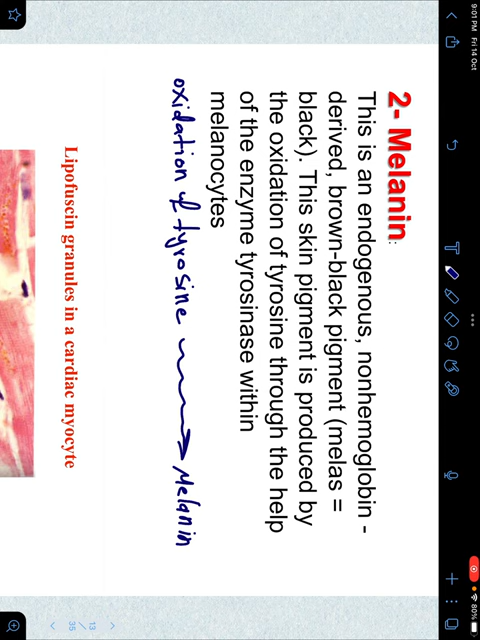 9:01 PM Fri 14 Oct
80%
2- Melanin:
This is an endogenous, nonhemoglobin -
derived, brown-black pigment (melas =
black). This skin pigment is produced by
the oxidation of tyrosine through the help
of the enzyme tyrosinase within
melanocytes
oxidation of tyrosine → Melanin
Lipofuscin granules in a cardiac myocyte
13 / 35